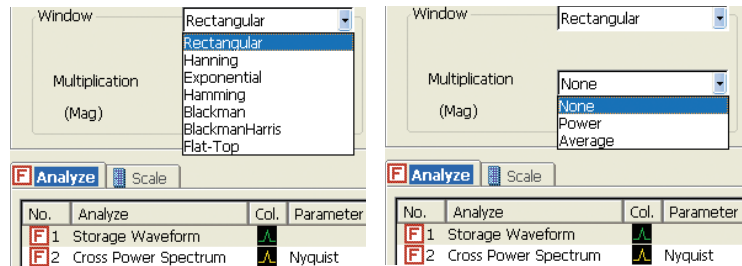 Window Rectangular
Rectangular
Hanning
Exponential
Hamming
Blackman
BlackmanHarris
Flat-Top
Multiplication
(Mag)
F Analyze Scale
No. Analyze Col. Parameter
F 1 Storage Waveform
F 2 Cross Power Spectrum Nyquist
Window Rectangular
Multiplication None
(Mag)
None
Power
Average
F Analyze Scale
No. Analyze Col. Parameter
F 1 Storage Waveform
F 2 Cross Power Spectrum Nyquist